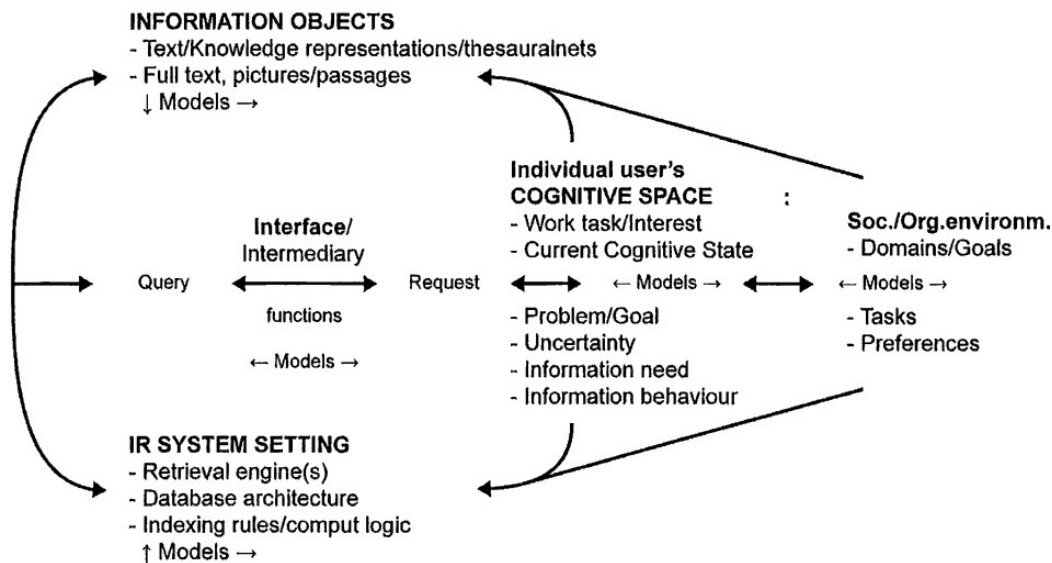 INFORMATION OBJECTS
- Text/Knowledge representations/thesauralnets
- Full text, pictures/passages
↓ Models →
Individual user's
COGNITIVE SPACE :
- Work task/Interest
- Current Cognitive State
← Models →
- Problem/Goal
- Uncertainty
- Information need
- Information behaviour
Soc./Org.environm.
- Domains/Goals
← Models →
- Tasks
- Preferences
Interface/
Intermediary
Query
Request
functions
← Models →
IR SYSTEM SETTING
- Retrieval engine(s)
- Database architecture
- Indexing rules/comput logic
↑ Models →